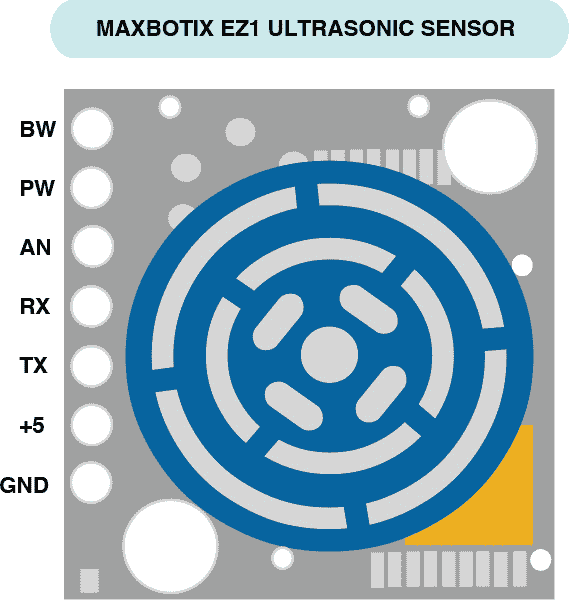 MAXBOTIX EZ1 ULTRASONIC SENSOR
BW
PW
AN
RX
TX
+5
GND